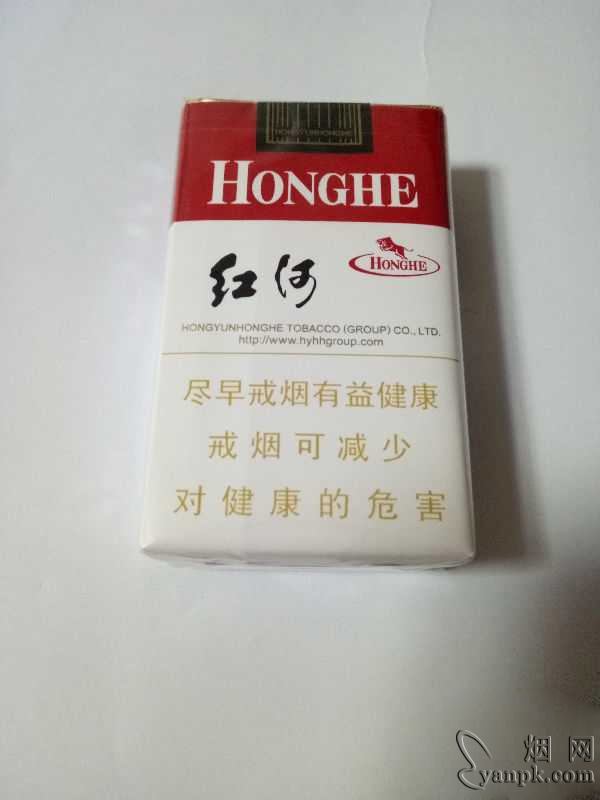 HONGYUNHONGHE
HONGHE
红河
HONGHE
HONGYUNHONGHE TOBACCO (GROUP) CO., LTD.
http://www.hyhhgroup.com
尽早戒烟有益健康
戒烟可减少
对健康的危害
烟网
yanpk.com